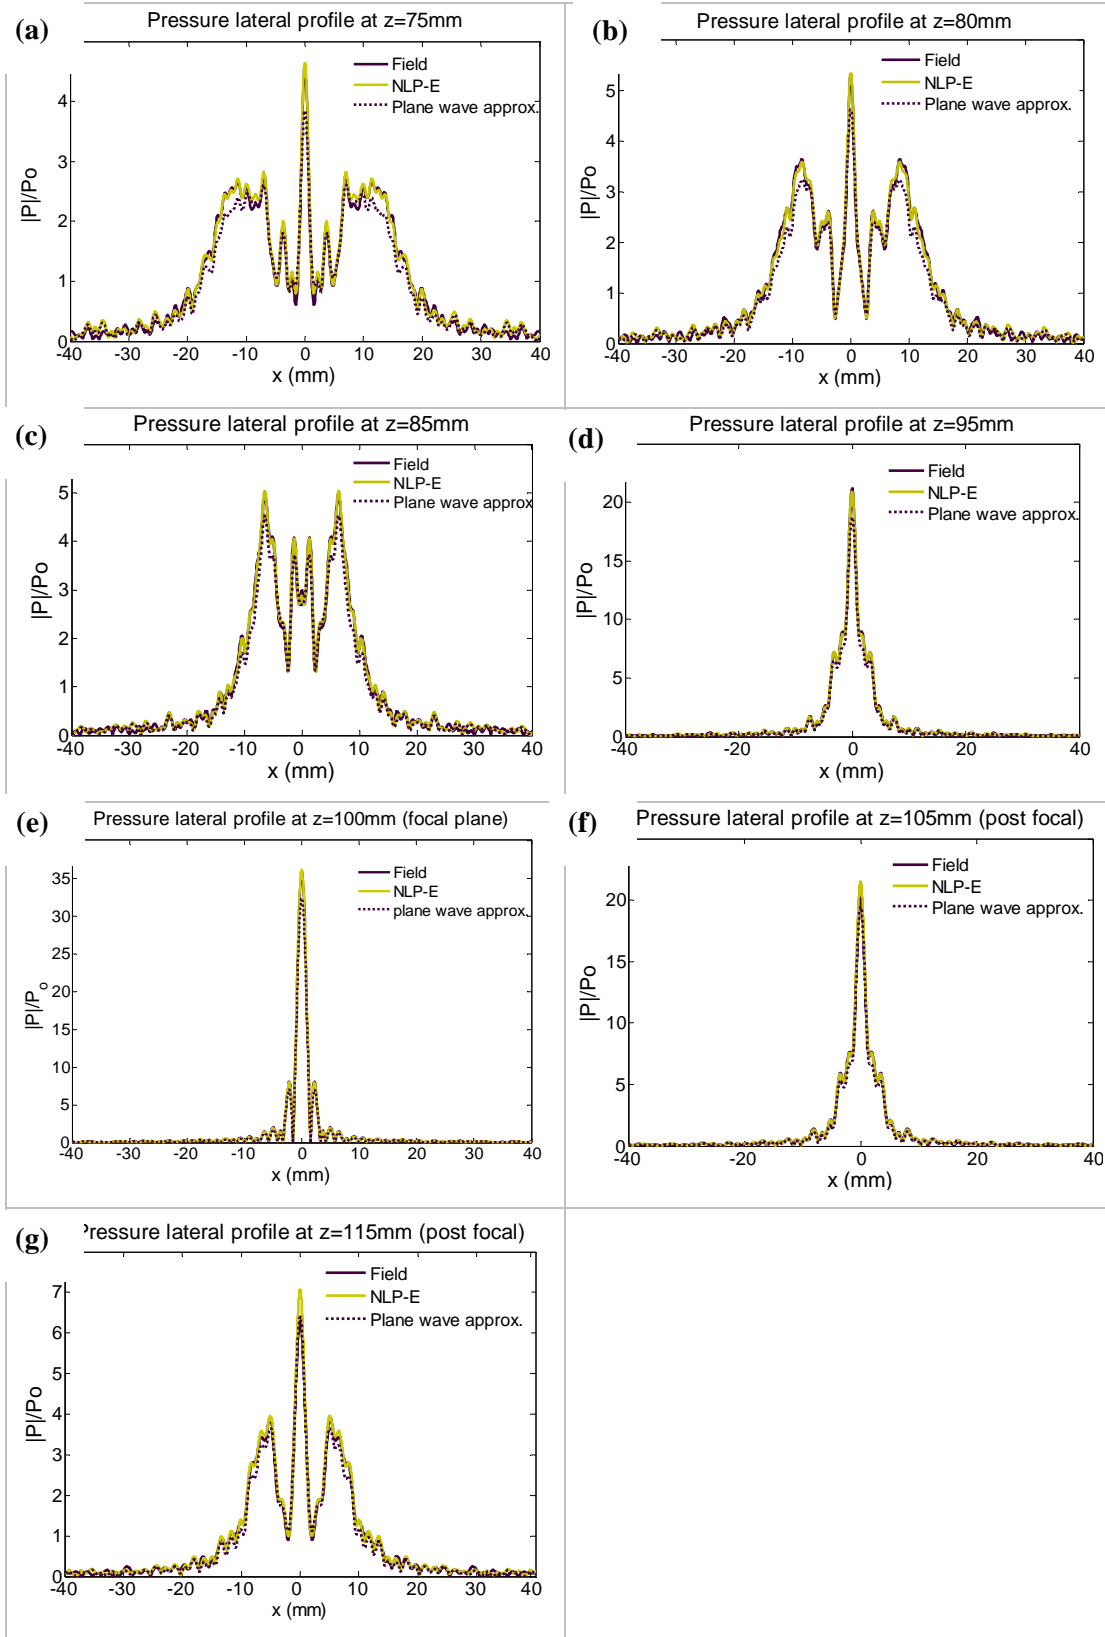 (a)
Pressure lateral profile at z=75mm
Field
NLP-E
Plane wave approx.
|P|/Po
4
3
2
1
0
-40 -30 -20 -10 0 10 20 30 40
x (mm)
(b)
Pressure lateral profile at z=80mm
Field
NLP-E
Plane wave approx.
|P|/Po
5
4
3
2
1
0
-40 -30 -20 -10 0 10 20 30 40
x (mm)
(c)
Pressure lateral profile at z=85mm
Field
NLP-E
Plane wave approx
|P|/Po
5
4
3
2
1
0
-40 -30 -20 -10 0 10 20 30 40
x (mm)
(d)
Pressure lateral profile at z=95mm
Field
NLP-E
Plane wave approx.
|P|/Po
20
15
10
5
0
-40 -20 0 20 40
x (mm)
(e)
Pressure lateral profile at z=100mm (focal plane)
Field
NLP-E
plane wave approx.
|P|/Po
35
30
25
20
15
10
5
0
-40 -30 -20 -10 0 10 20 30 40
x (mm)
(f)
Pressure lateral profile at z=105mm (post focal)
Field
NLP-E
Plane wave approx.
|P|/Po
20
15
10
5
0
-40 -20 0 20 40
x (mm)
(g)
Pressure lateral profile at z=115mm (post focal)
Field
NLP-E
Plane wave approx.
|P|/Po
7
6
5
4
3
2
1
0
-40 -30 -20 -10 0 10 20 30 40
x (mm)